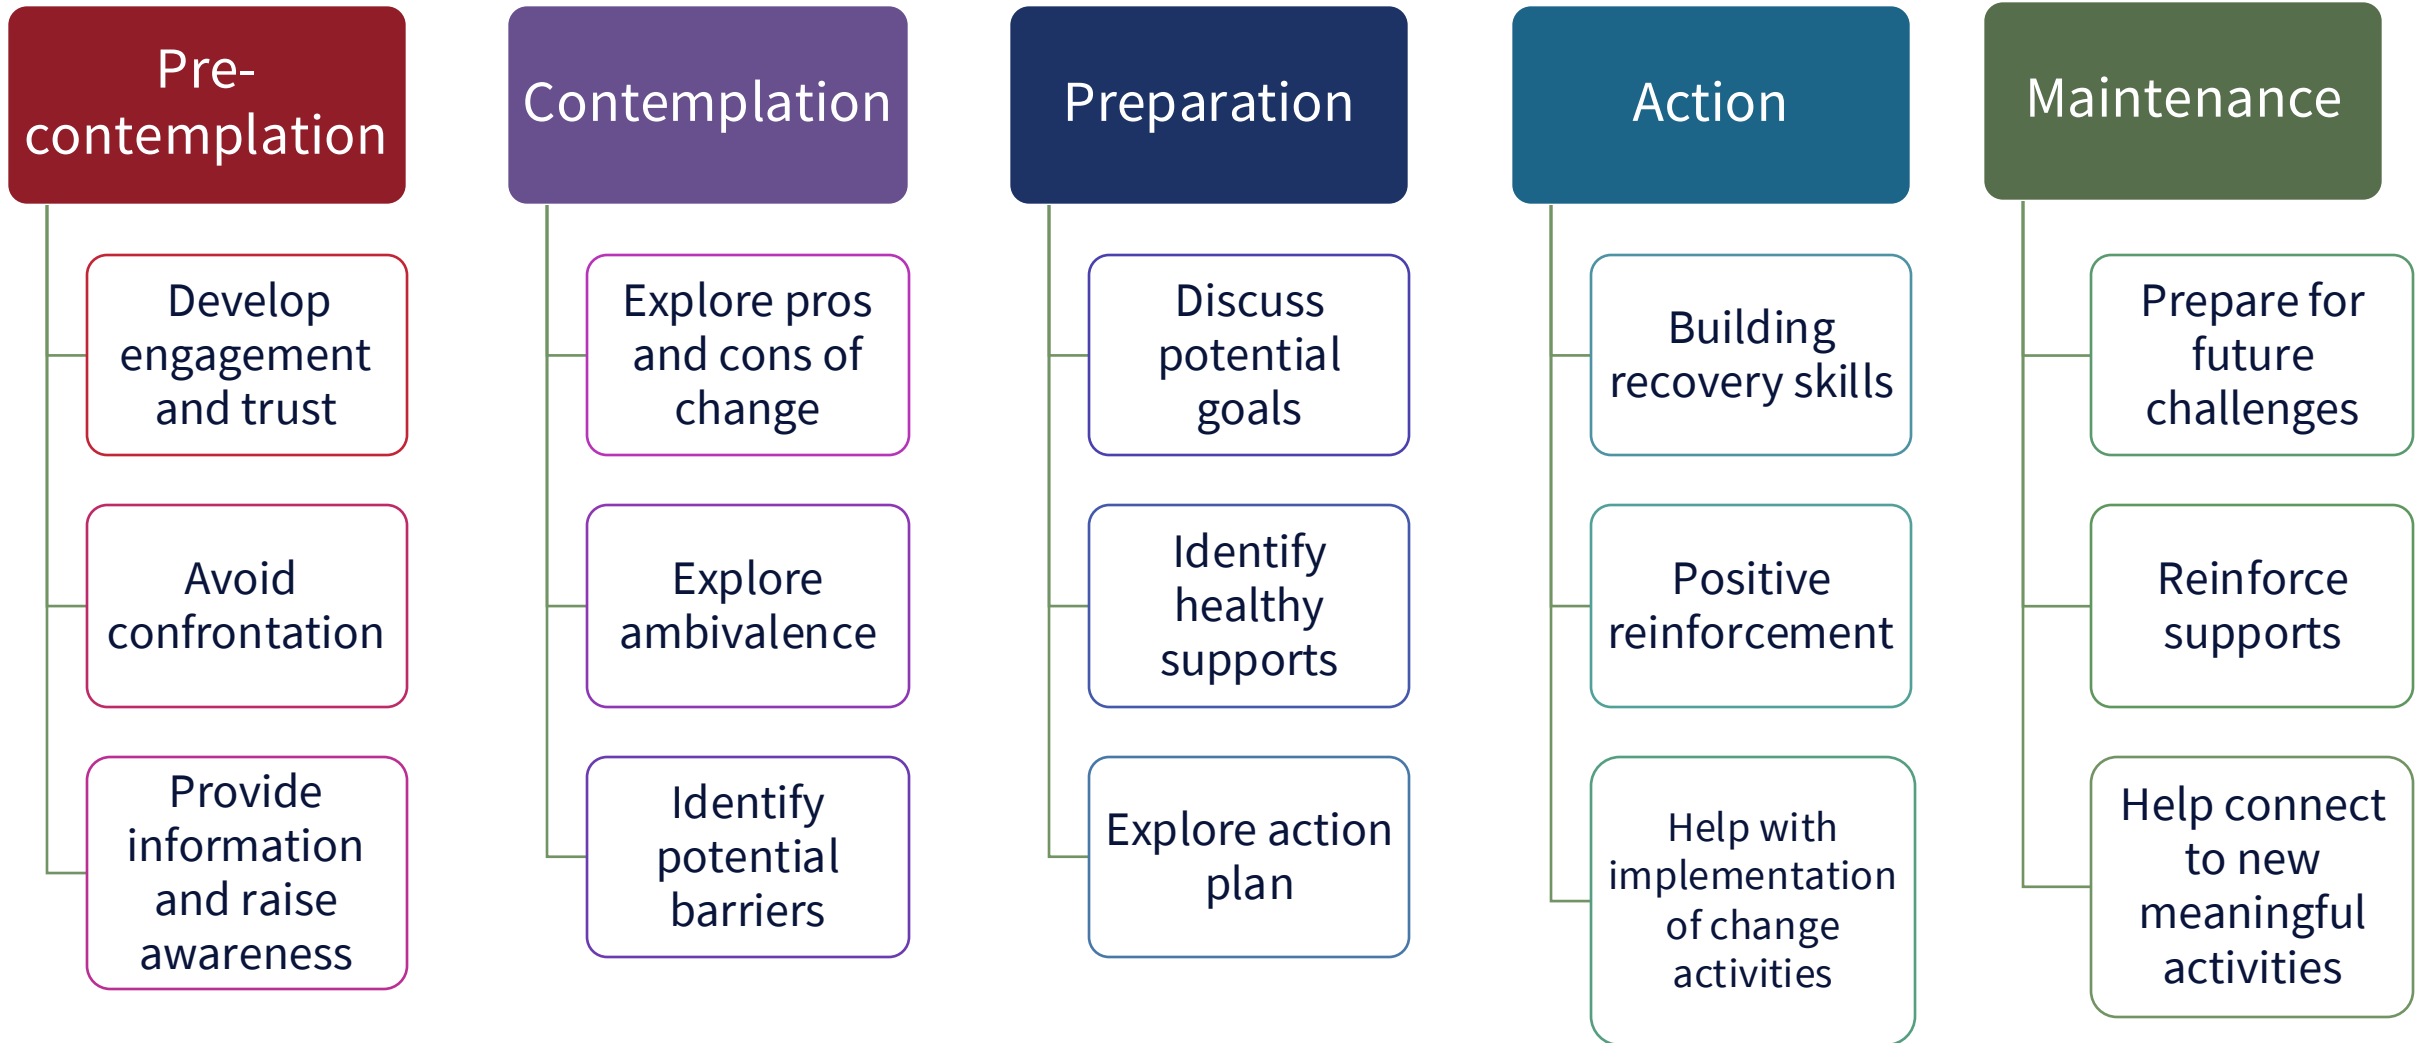 Pre-
contemplation
Develop
engagement
and trust
Avoid
confrontation
Provide
information
and raise
awareness
Contemplation
Explore pros
and cons of
change
Explore
ambivalence
Identify
potential
barriers
Preparation
Discuss
potential
goals
Identify
healthy
supports
Explore action
plan
Action
Building
recovery skills
Positive
reinforcement
Help with
implementation
of change
activities
Maintenance
Prepare for
future
challenges
Reinforce
supports
Help connect
to new
meaningful
activities